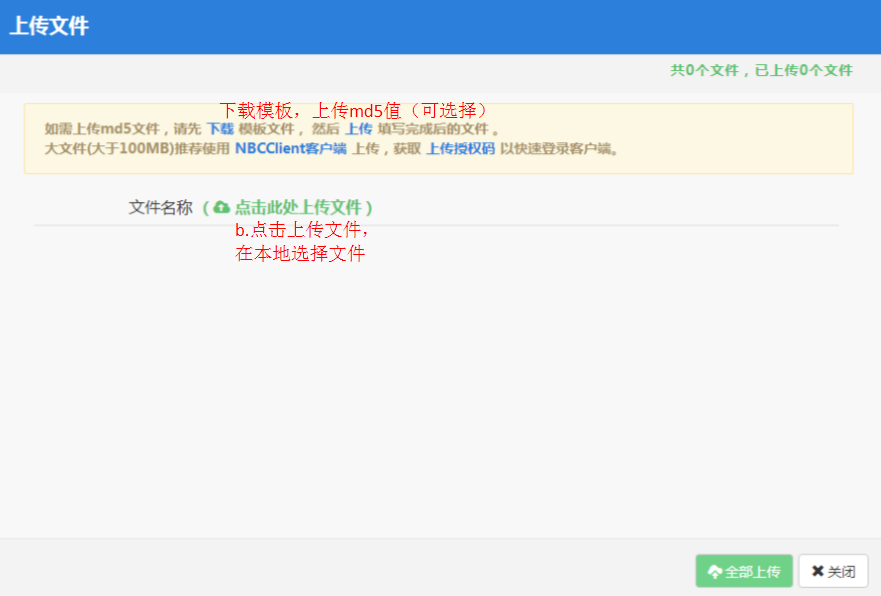 上传文件
共0个文件，已上传0个文件
下载模板，上传md5值（可选择）
如需上传md5文件，请先 下载 模板文件， 然后 上传 填写完成后的文件 。
大文件(大于100MB)推荐使用 NBCClient客户端 上传，获取 上传授权码 以快速登录客户端。
文件名称 ( 点击此处上传文件 )
b.点击上传文件，
在本地选择文件
全部上传 关闭